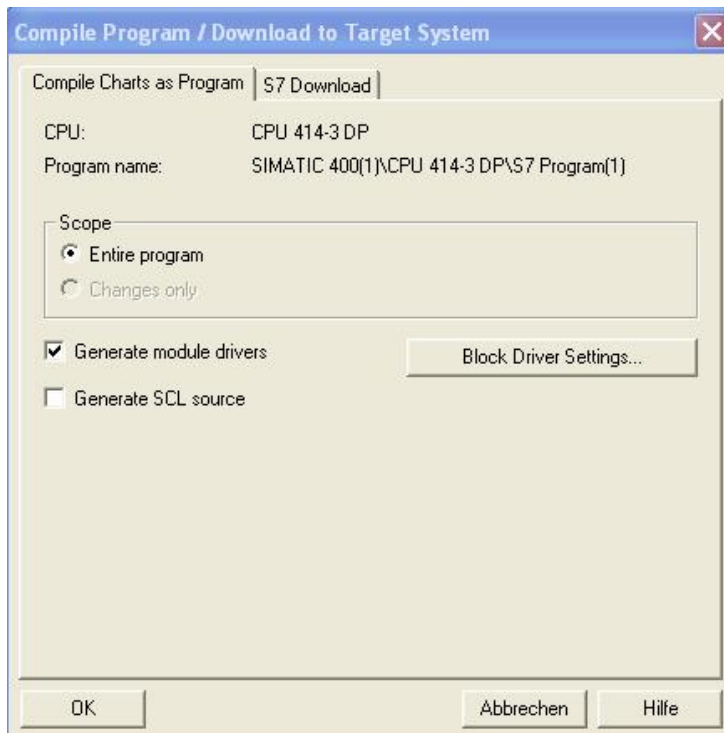 Compile Program / Download to Target System
Compile Charts as Program S7 Download
CPU: CPU 414-3 DP
Program name: SIMATIC 400(1)\CPU 414-3 DP\S7 Program(1)
Scope
Entire program
Changes only
Generate module drivers Block Driver Settings...
Generate SCL source
OK Abbrechen Hilfe